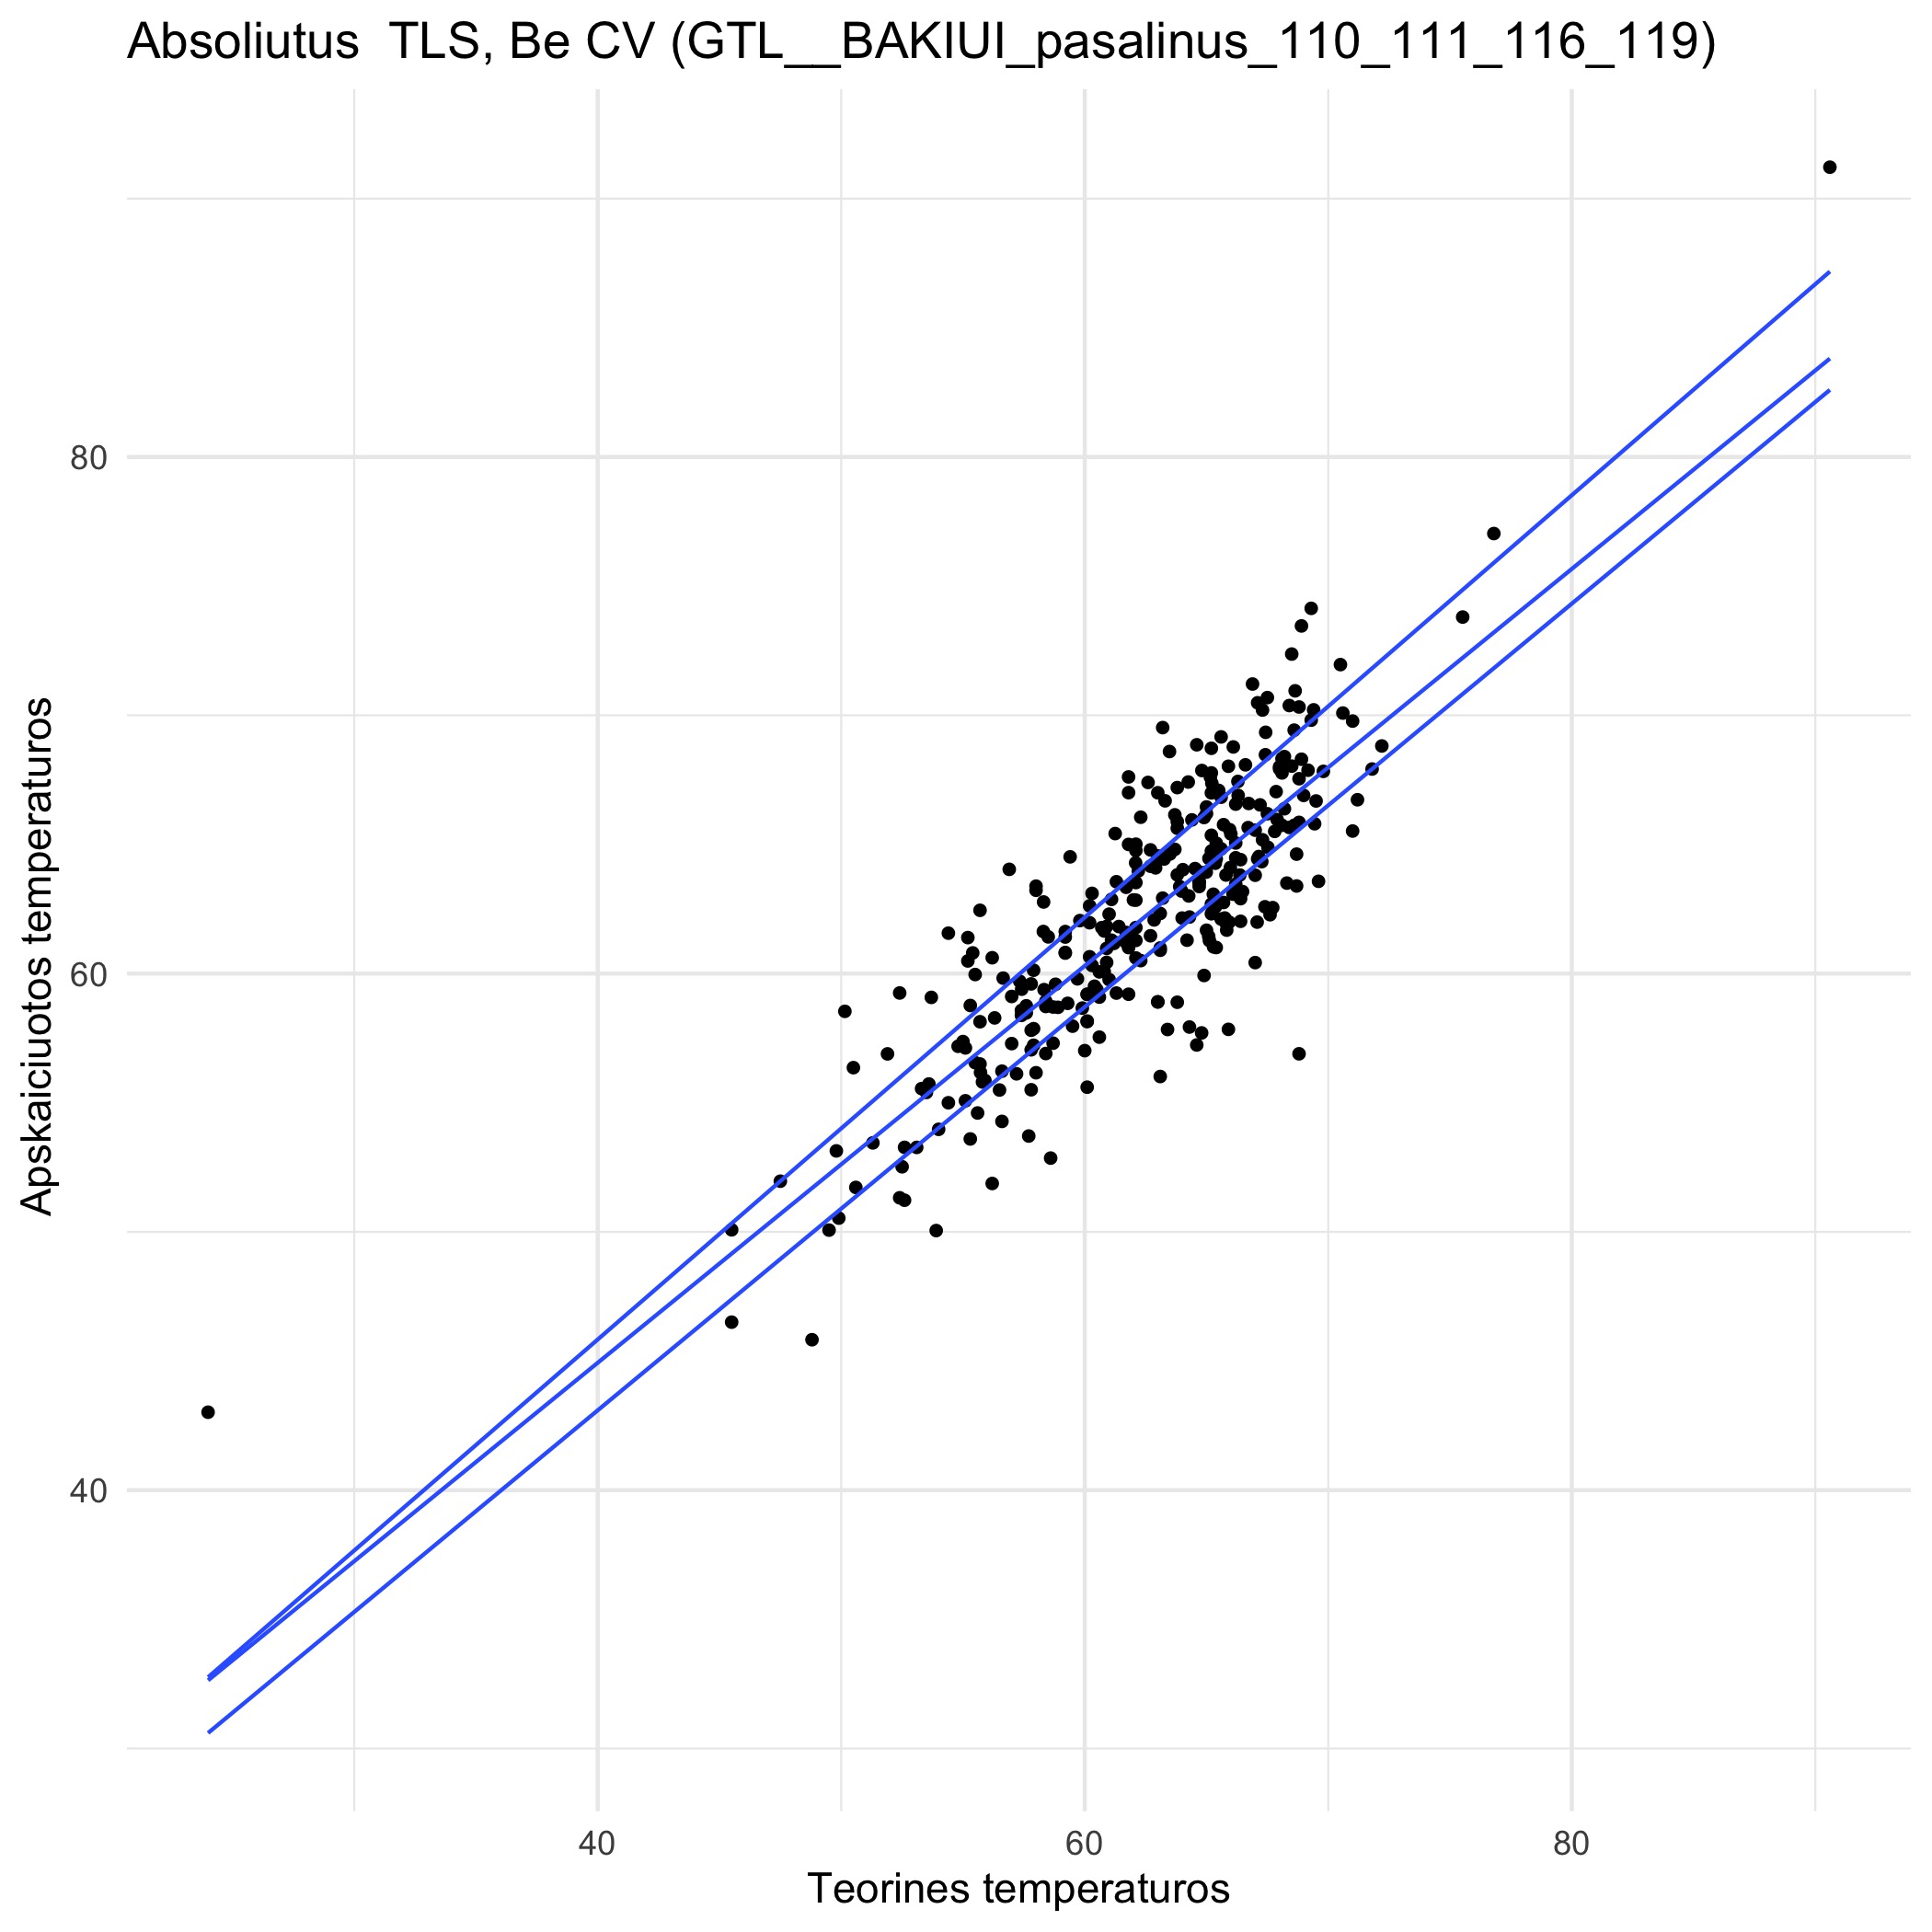 Absoliutus  TLS, Be CV (GTL__BAKIUI_pasalinus_110_111_116_119)
80
60
40
Apskaiciuotos temperaturos
40
60
80
Teorines temperaturos